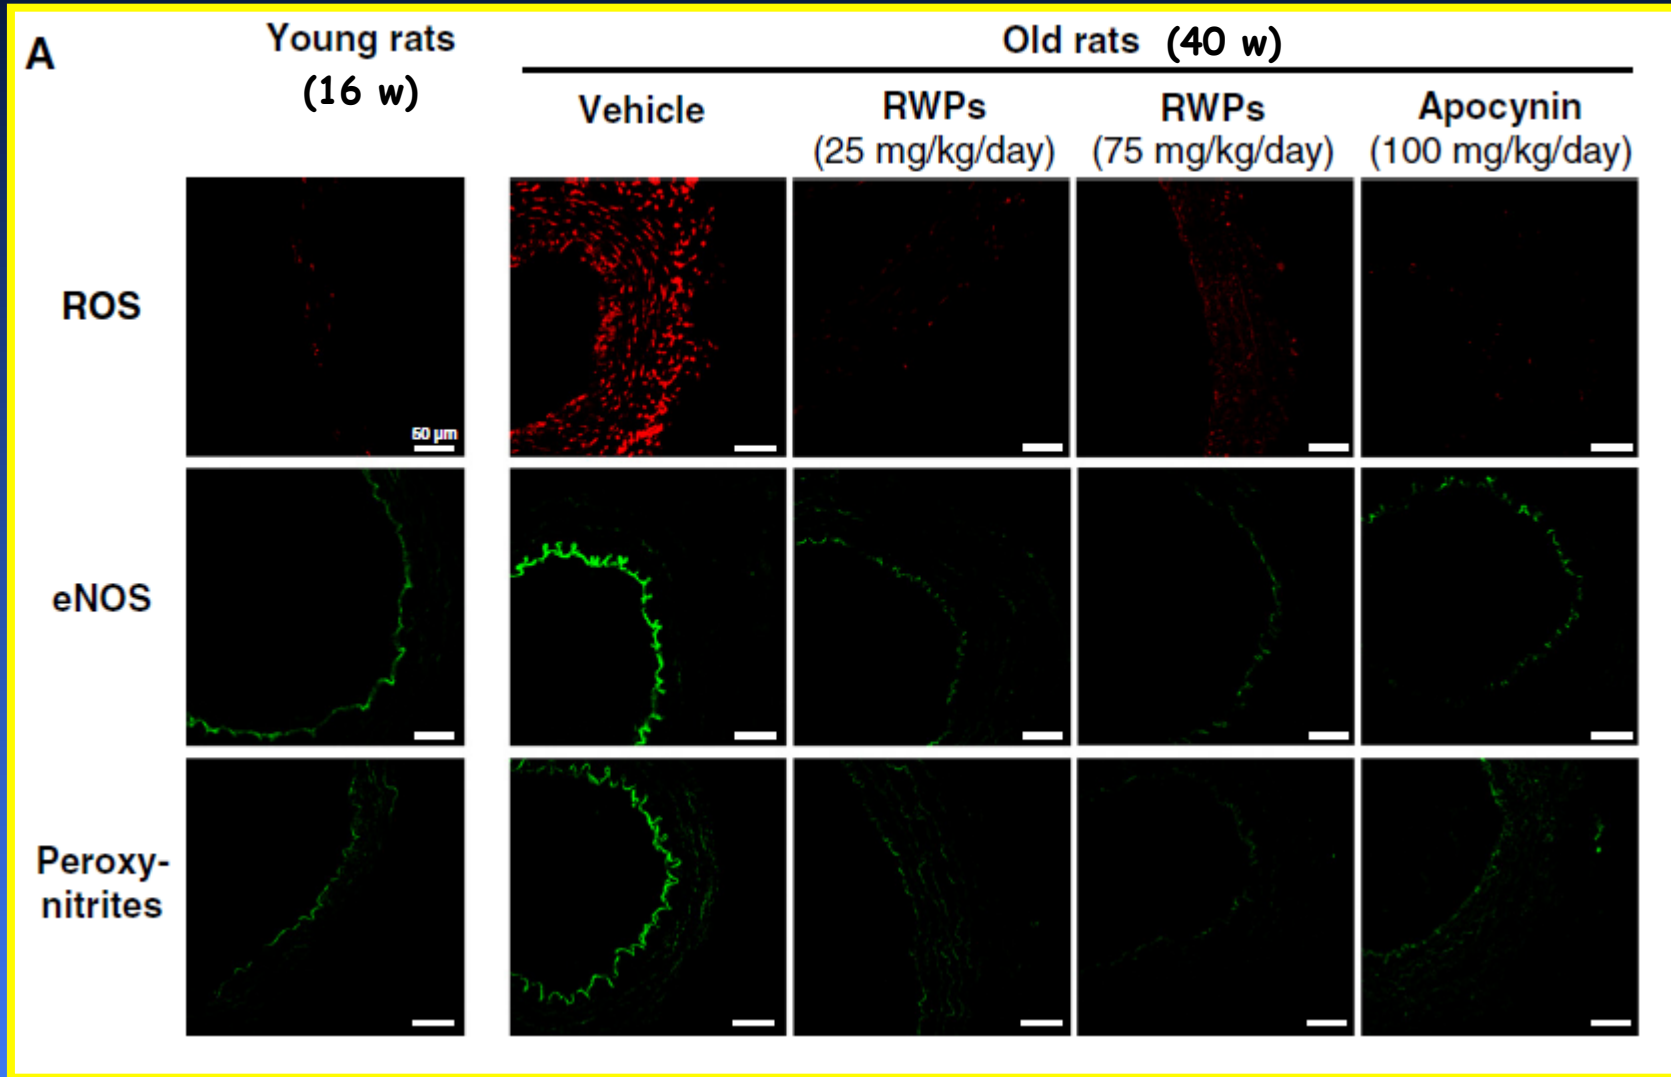 A
Young rats
(16 w)
Old rats (40 w)
Vehicle
RWPs
(25 mg/kg/day)
RWPs
(75 mg/kg/day)
Apocynin
(100 mg/kg/day)
ROS
50 µm
eNOS
Peroxy-
nitrites